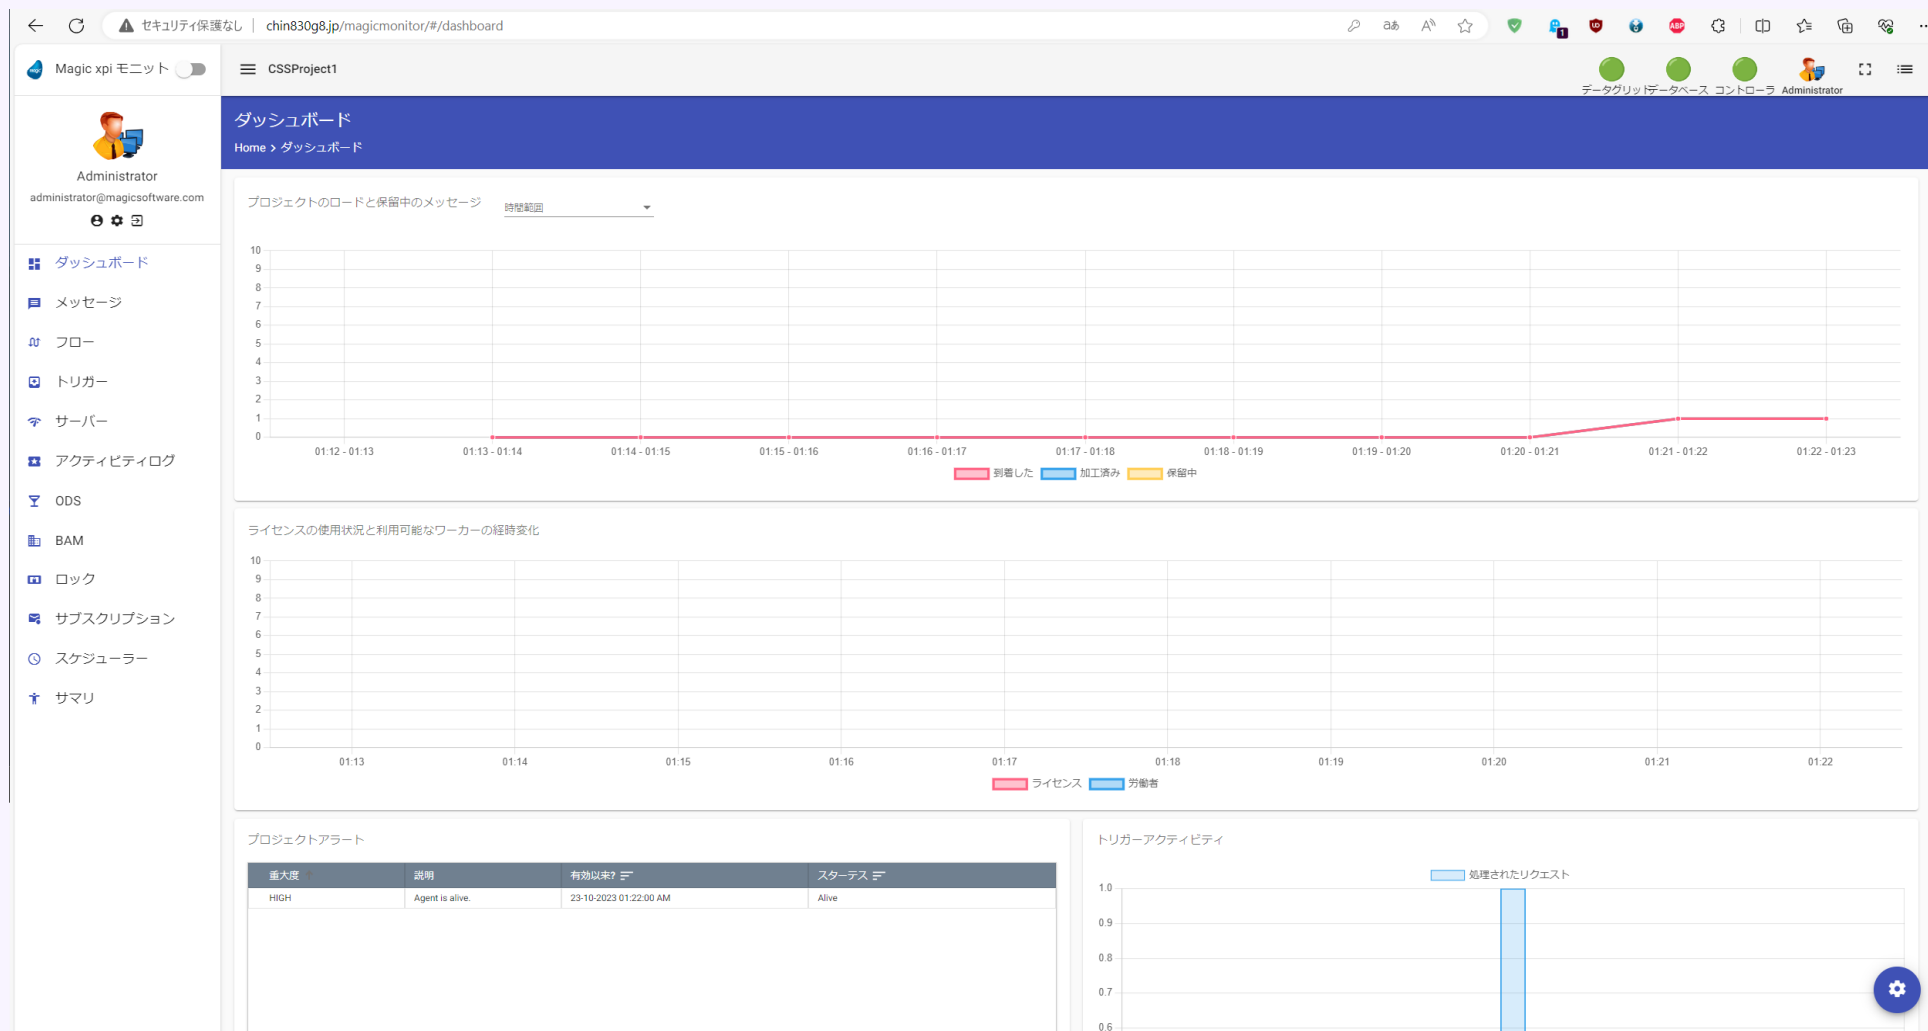 セキュリティ保護なし chin830g8.jp/magicmonitor/#/dashboard
Magic xpi モニット
CSSProject1
データグリッド データベース コントローラ Administrator
Administrator
administrator@magicsoftware.com
ダッシュボード
メッセージ
フロー
トリガー
サーバー
アクティビティログ
ODS
BAM
ロック
サブスクリプション
スケジューラー
サマリ
ダッシュボード
Home > ダッシュボード
プロジェクトのロードと保留中のメッセージ 時間範囲
10
9
8
7
6
5
4
3
2
1
0
01:12 - 01:13 01:13 - 01:14 01:14 - 01:15 01:15 - 01:16 01:16 - 01:17 01:17 - 01:18 01:18 - 01:19 01:19 - 01:20 01:20 - 01:21 01:21 - 01:22 01:22 - 01:23
到着した 加工済み 保留中
ライセンスの使用状況と利用可能なワーカーの経時変化
10
9
8
7
6
5
4
3
2
1
0
01:13 01:14 01:15 01:16 01:17 01:18 01:19 01:20 01:21 01:22
ライセンス 労働者
プロジェクトアラート
重大度 説明 有効以来? スターテス
HIGH Agent is alive. 23-10-2023 01:22:00 AM Alive
トリガーアクティビティ
処理されたリクエスト
1.0
0.9
0.8
0.7
0.6